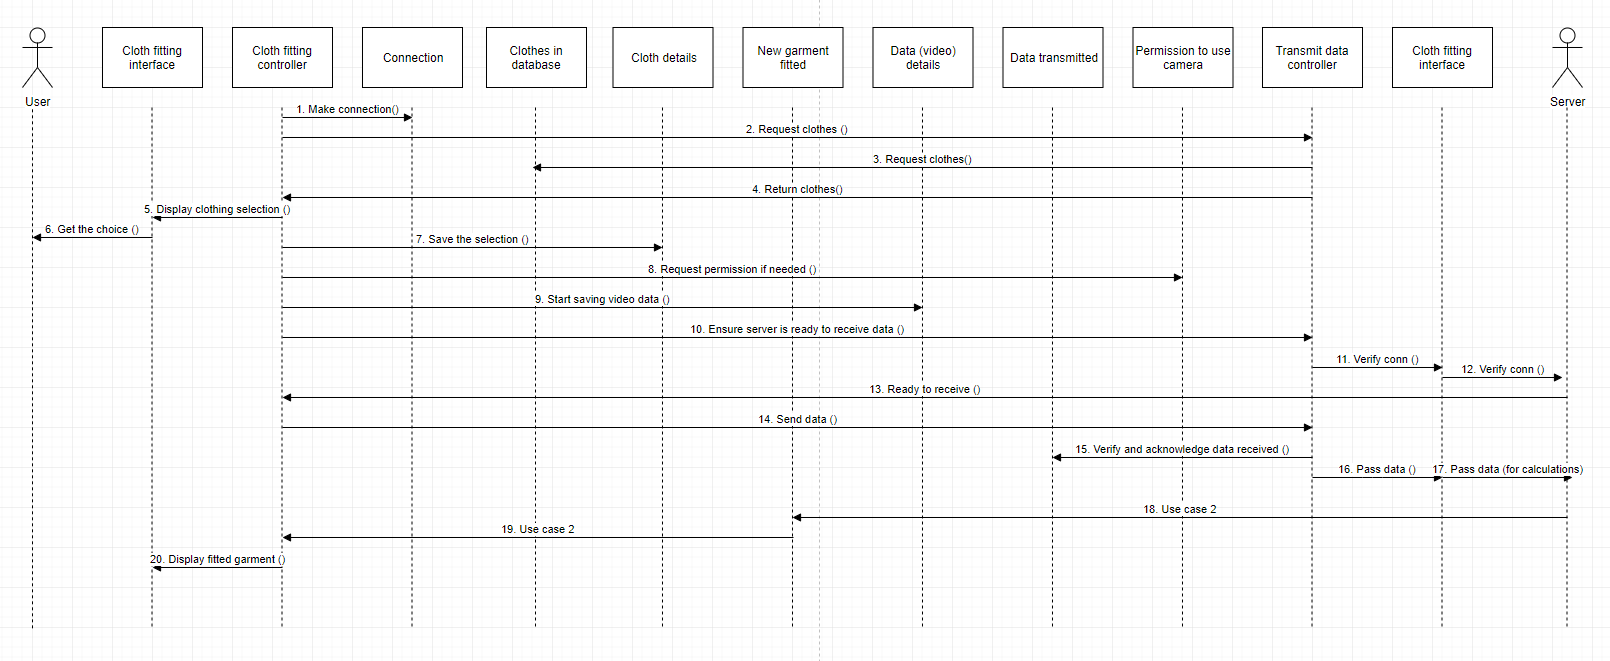 Cloth fitting
interface
Cloth fitting
controller
Connection
Clothes in
database
Cloth details
New garment
fitted
Data (video)
details
Data transmitted
Permission to use
camera
Transmit data
controller
Cloth fitting
interface
User
Server
1. Make connection()
2. Request clothes ()
3. Request clothes()
4. Return clothes()
5. Display clothing selection ()
6. Get the choice ()
7. Save the selection ()
8. Request permission if needed ()
9. Start saving video data ()
10. Ensure server is ready to receive data ()
11. Verify conn ()
12. Verify conn ()
13. Ready to receive ()
14. Send data ()
15. Verify and acknowledge data received ()
16. Pass data ()
17. Pass data (for calculations)
18. Use case 2
19. Use case 2
20. Display fitted garment ()